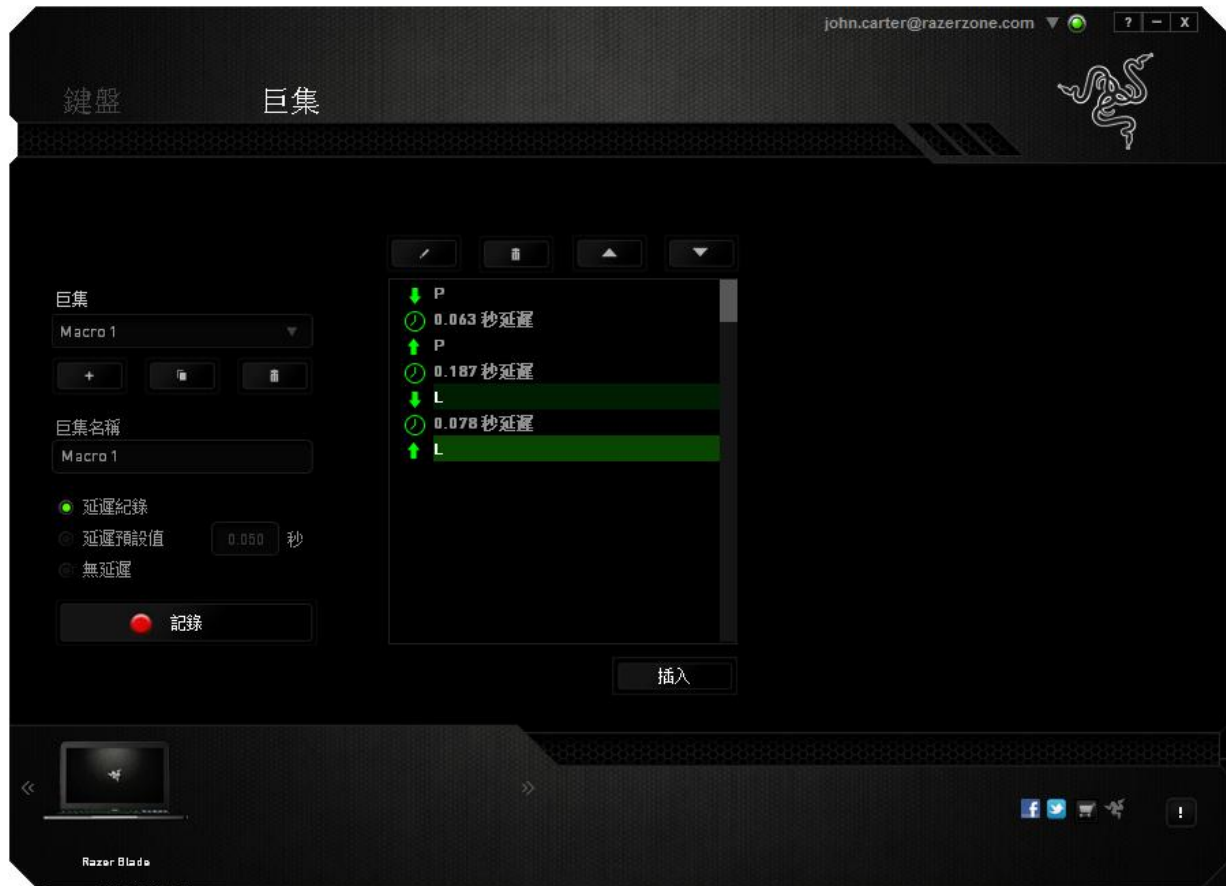 john.carter@razerzone.com
? – X
鍵盤
巨集
巨集
Macro 1
+
巨集名稱
Macro 1
延遲紀錄
延遲預設值 0.050 秒
無延遲
記錄
P
0.063 秒延遲
P
0.187 秒延遲
L
0.078 秒延遲
L
插入
Razer Blade
f
!